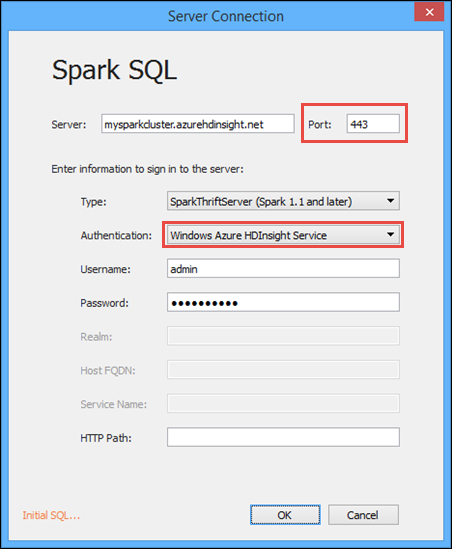 Server Connection
Spark SQL
Server: mysparkcluster.azurehdinsight.net Port: 443
Enter information to sign in to the server:
Type: SparkThriftServer (Spark 1.1 and later)
Authentication: Windows Azure HDInsight Service
Username: admin
Password: ●●●●●●●●●●
Realm:
Host FQDN:
Service Name:
HTTP Path:
Initial SQL... OK Cancel